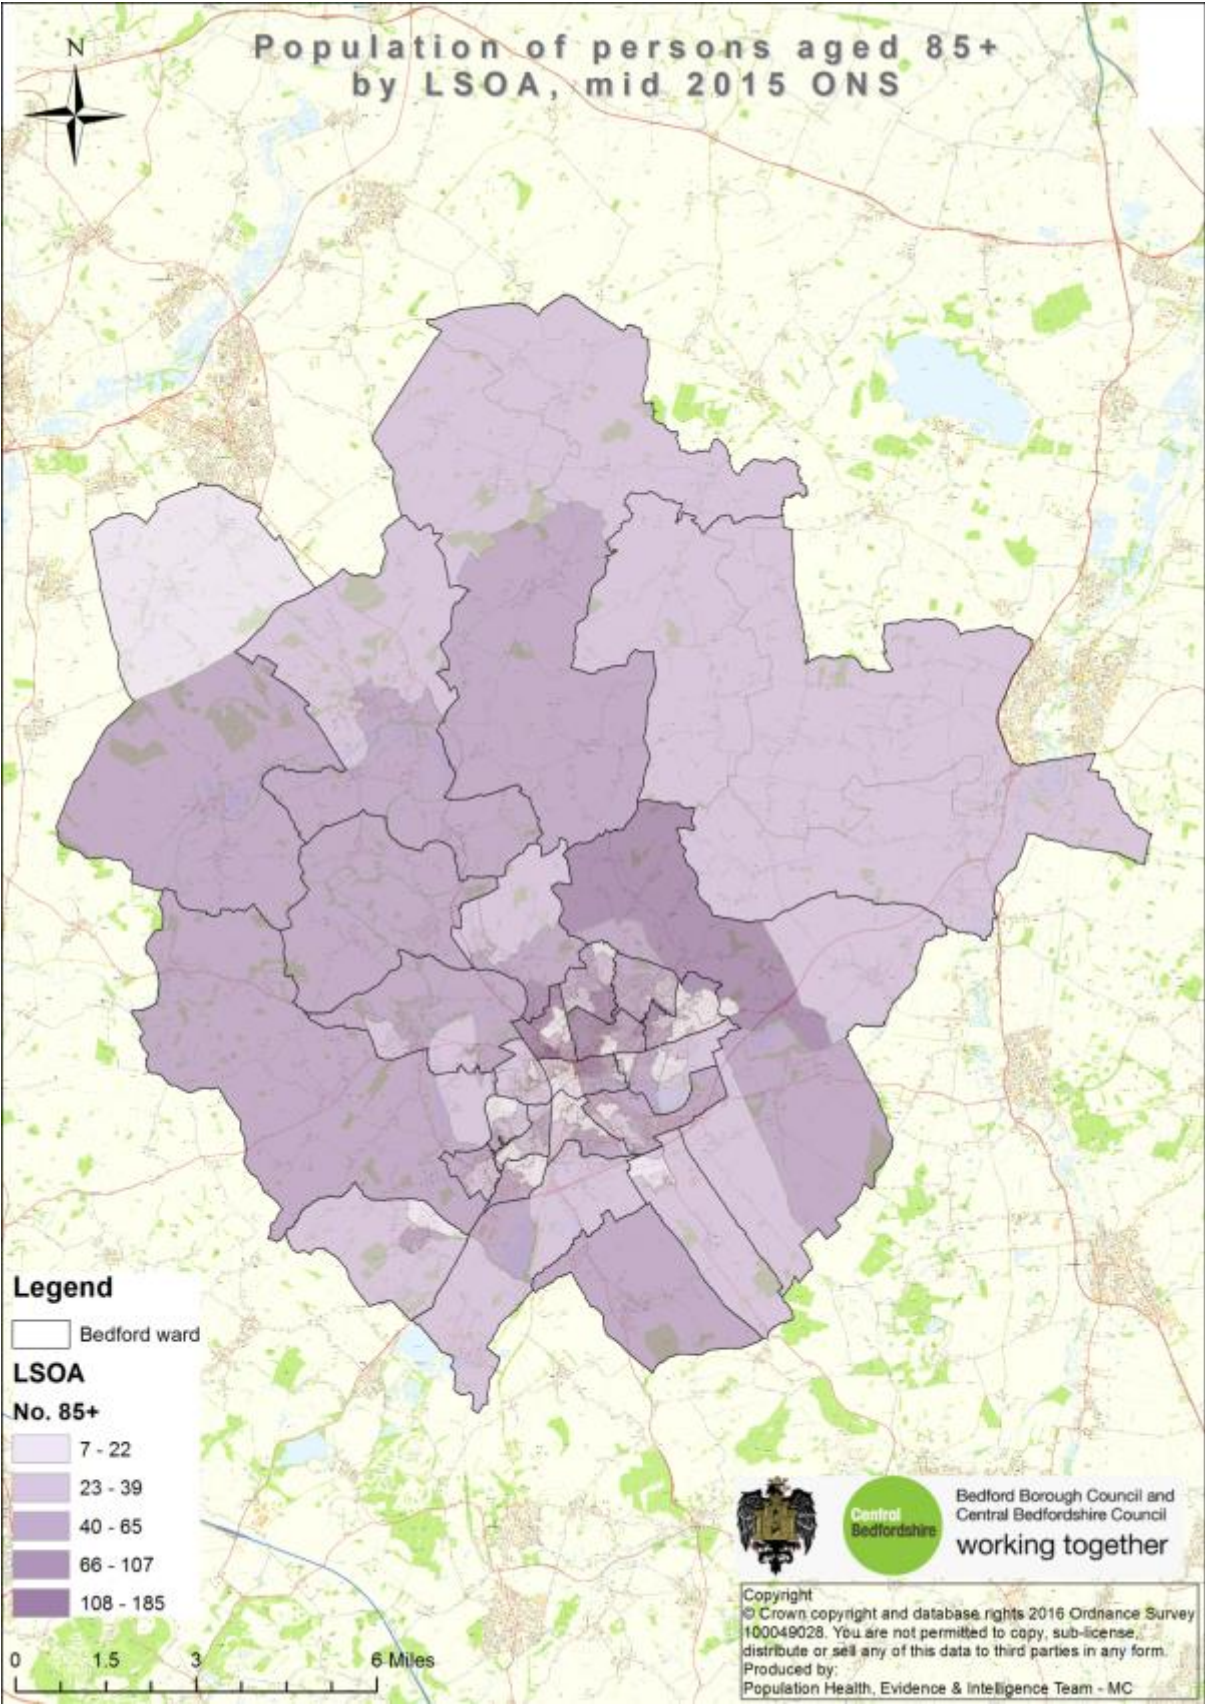 N
Population of persons aged 85+
by LSOA, mid 2015 ONS
Legend
Bedford ward
LSOA
No. 85+
7 - 22
23 - 39
40 - 65
66 - 107
108 - 185
0 1.5 3 6 Miles
Central
Bedfordshire
Bedford Borough Council and
Central Bedfordshire Council
working together
Copyright
© Crown copyright and database rights 2016 Ordnance Survey
100049028. You are not permitted to copy, sub-license,
distribute or sell any of this data to third parties in any form.
Produced by:
Population Health, Evidence & Intelligence Team - MC